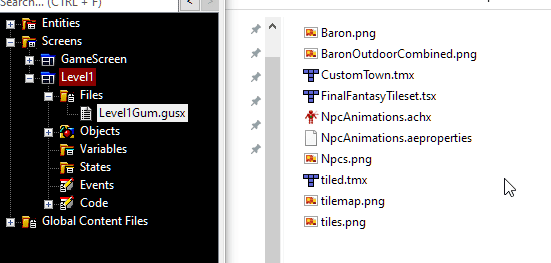 Search... (CTRL + F)
Entities
Screens
GameScreen
Level1
Files
Level1Gum.gusx
Objects
Variables
States
Events
Code
Global Content Files
Baron.png
BaronOutdoorCombined.png
CustomTown.tmx
FinalFantasyTileset.tsx
NpcAnimations.achx
NpcAnimations.aeproperties
Npcs.png
tiled.tmx
tilemap.png
tiles.png